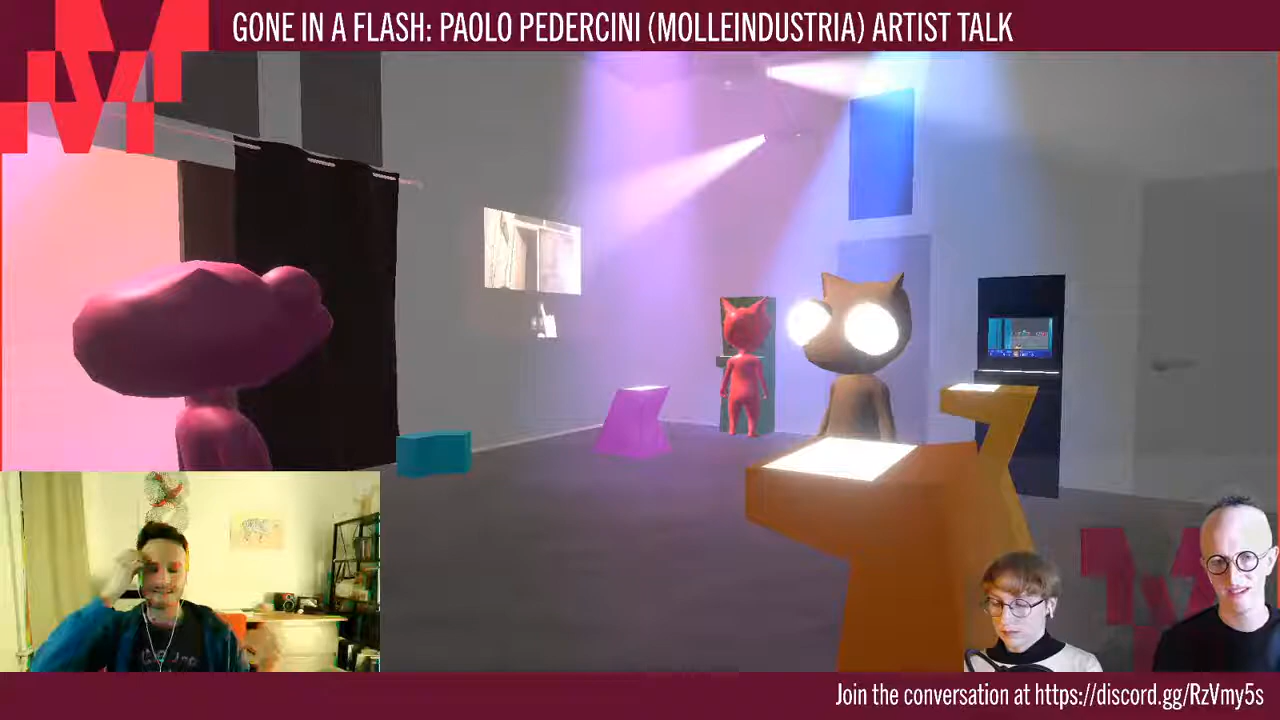 GONE IN A FLASH: PAOLO PEDERCINI (MOLLEINDUSTRIA) ARTIST TALK
Join the conversation at https://discord.gg/RzVmy5s